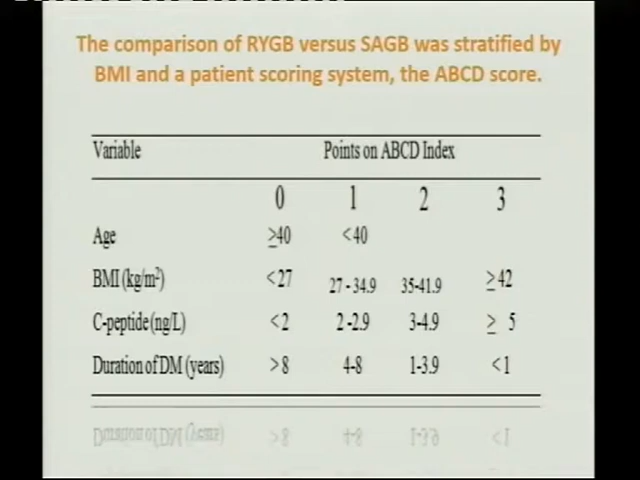 The comparison of RYGB versus SAGB was stratified by
BMI and a patient scoring system, the ABCD score.
Variable Points on ABCD Index
0 1 2 3
Age ≥40 <40
BMI (kg/m²) <27 27 - 34.9 35-41.9 ≥42
C-peptide (ng/L) <2 2 -2.9 3-4.9 ≥ 5
Duration of DM (years) >8 4-8 1-3.9 <1